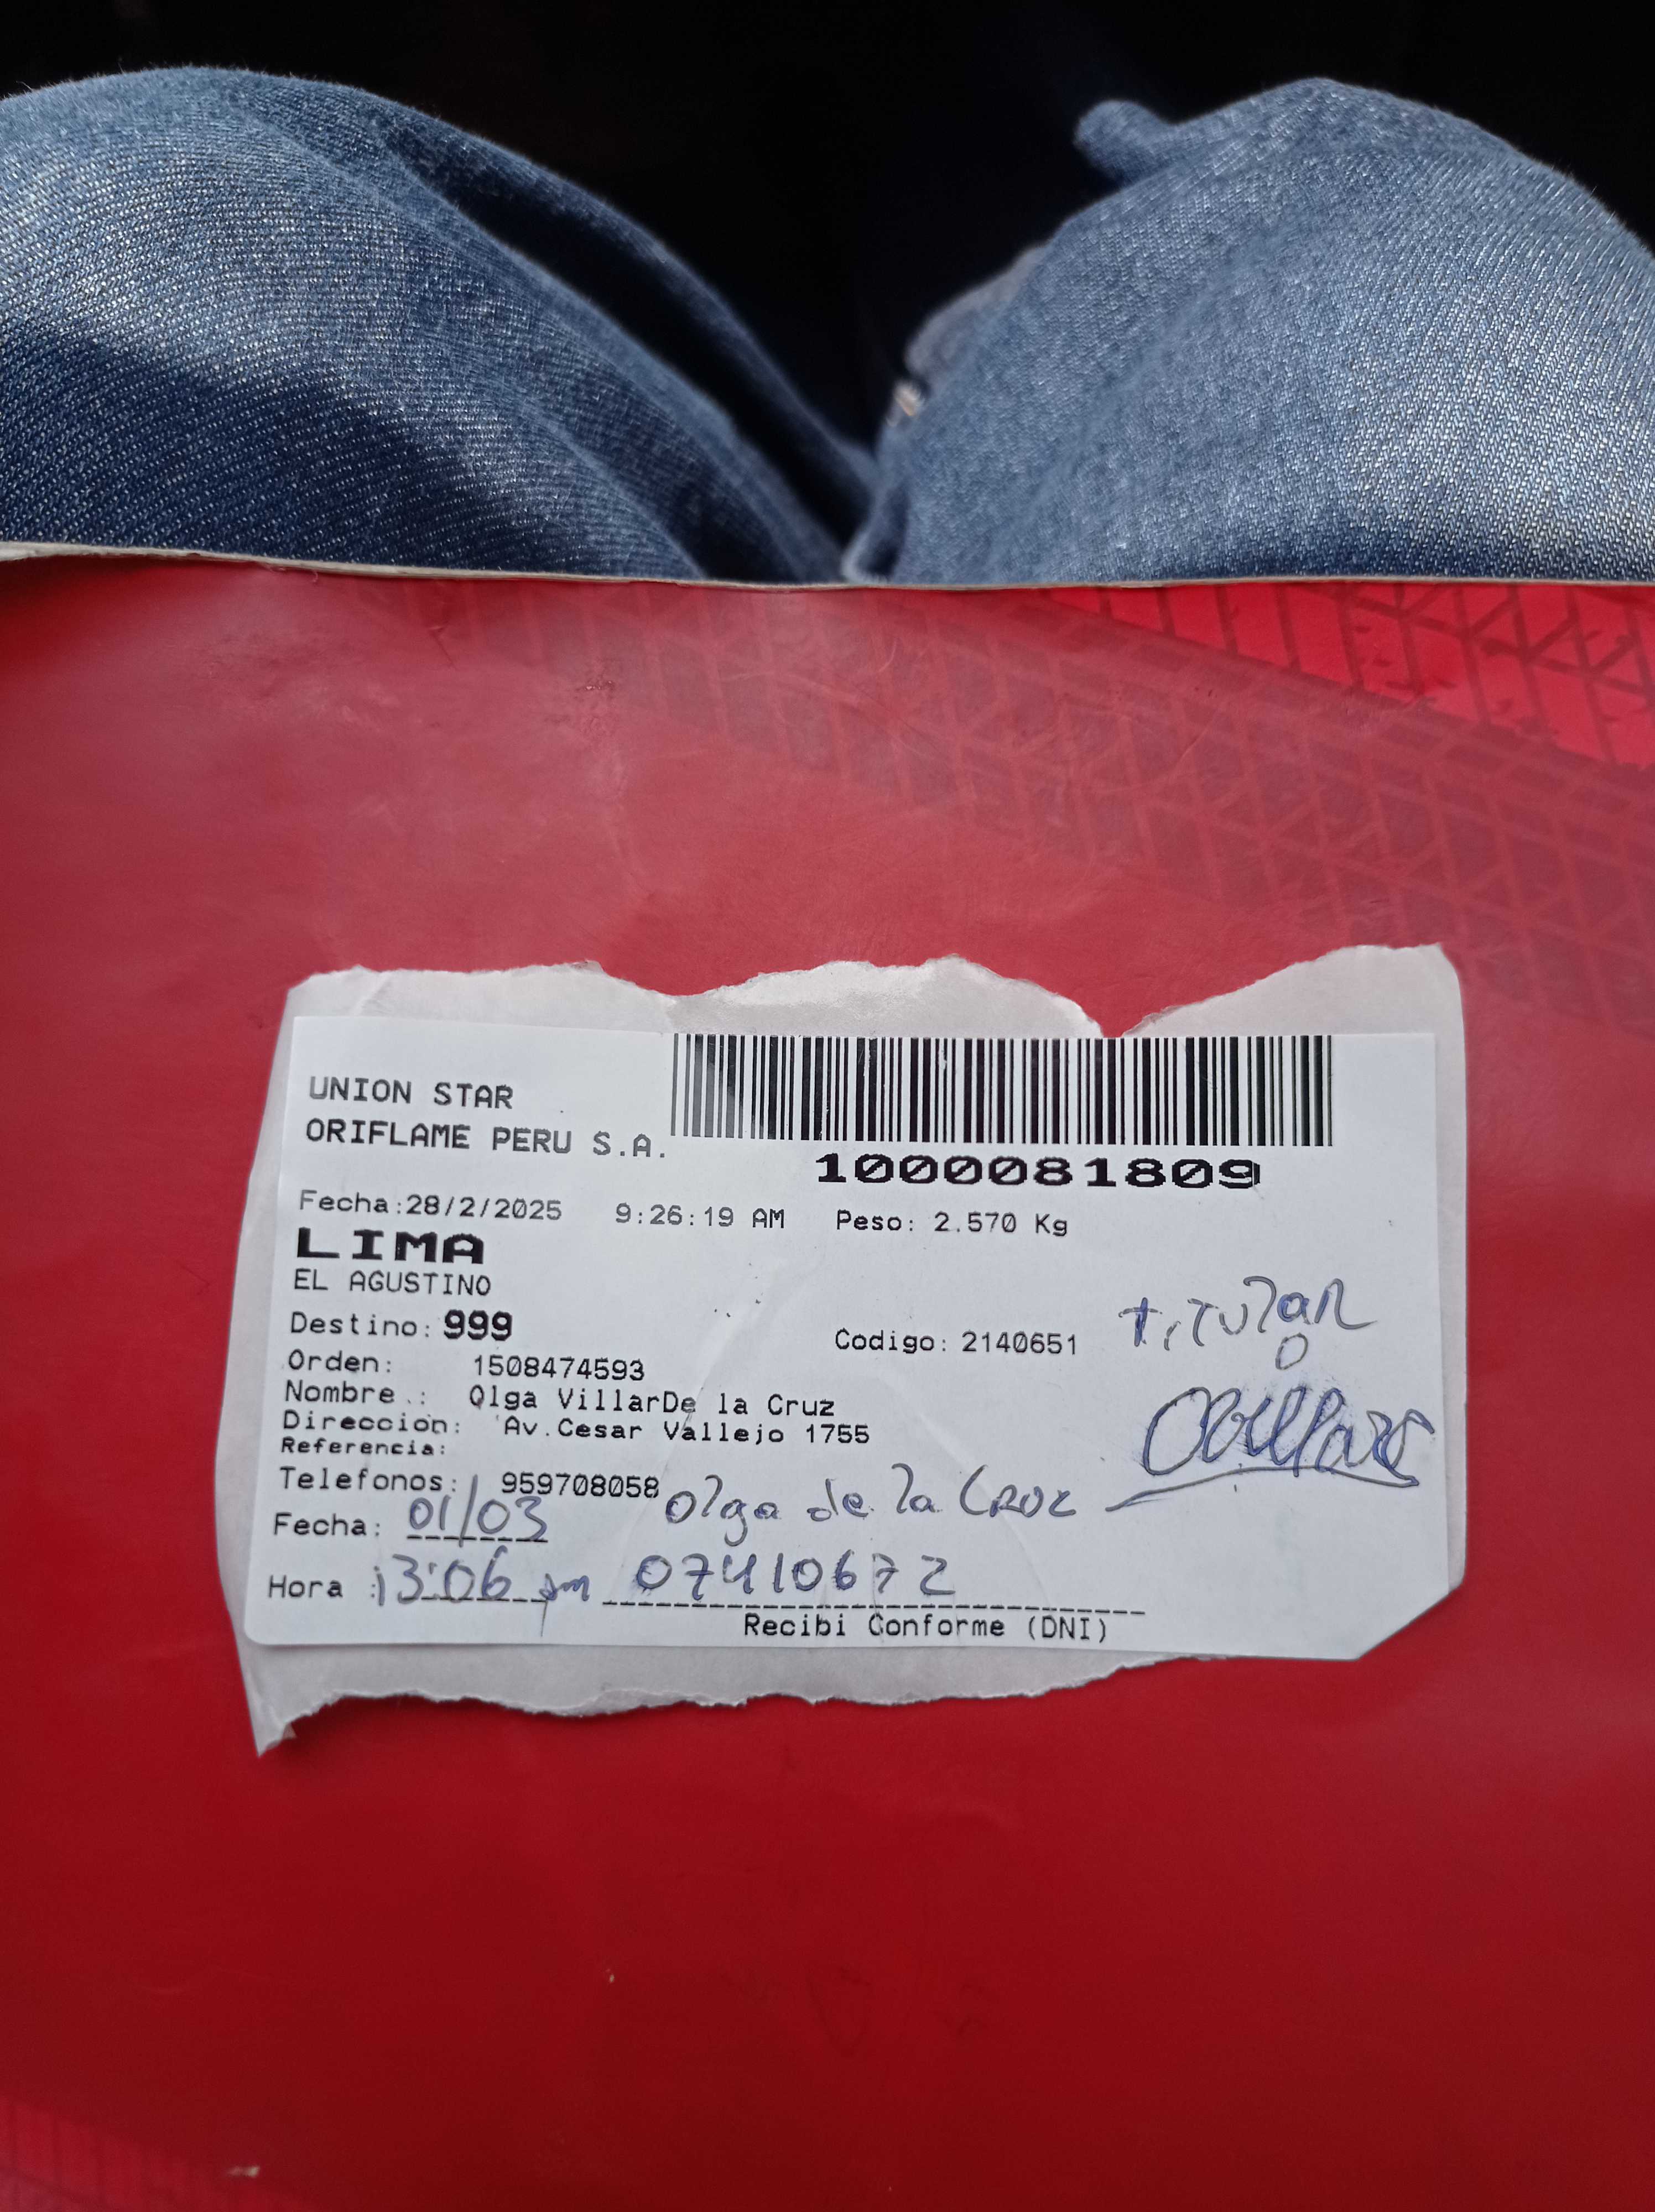 UNION STAR
ORIFLAME PERU S.A.
1000081809
Fecha:28/2/2025 9:26:19 AM Peso: 2.570 Kg
LIMA
EL AGUSTINO
Destino: 999 Codigo: 2140651 TiTulaR
Orden: 1508474593
Nombre .: Olga VillarDe la Cruz
Direccion: Av.Cesar Vallejo 1755
Referencia:
Telefonos: 959708058 Olga de la CRuz
Fecha: 01/03
Hora : 13:06 pm 07410672
Recibi Conforme (DNI)